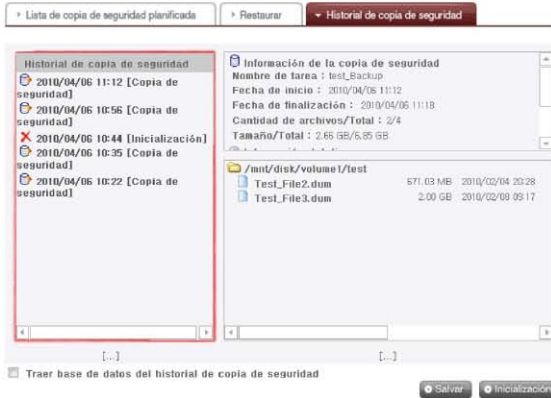 Lista de copia de seguridad planificada
Restaurar
Historial de copia de seguridad
Historial de copia de seguridad
2010/04/06 11:12 [Copia de
seguridad]
2010/04/06 10:56 [Copia de
seguridad]
2010/04/06 10:44 [Inicialización]
2010/04/06 10:35 [Copia de
seguridad]
2010/04/06 10:22 [Copia de
seguridad]
[...]
Información de la copia de seguridad
Nombre de tarea : test_Backup
Fecha de inicio : 2010/04/06 11:12
Fecha de finalización : 2010/04/06 11:18
Cantidad de archivos/Total : 2/4
Tamaño/Total : 2.66 GB/6.85 GB
/mnt/disk/volume1/test
Test_File2.dum 671.03 MB 2010/02/04 20:28
Test_File3.dum 2.00 GB 2010/02/08 09:17
[...]
Traer base de datos del historial de copia de seguridad
Salvar
Inicialización